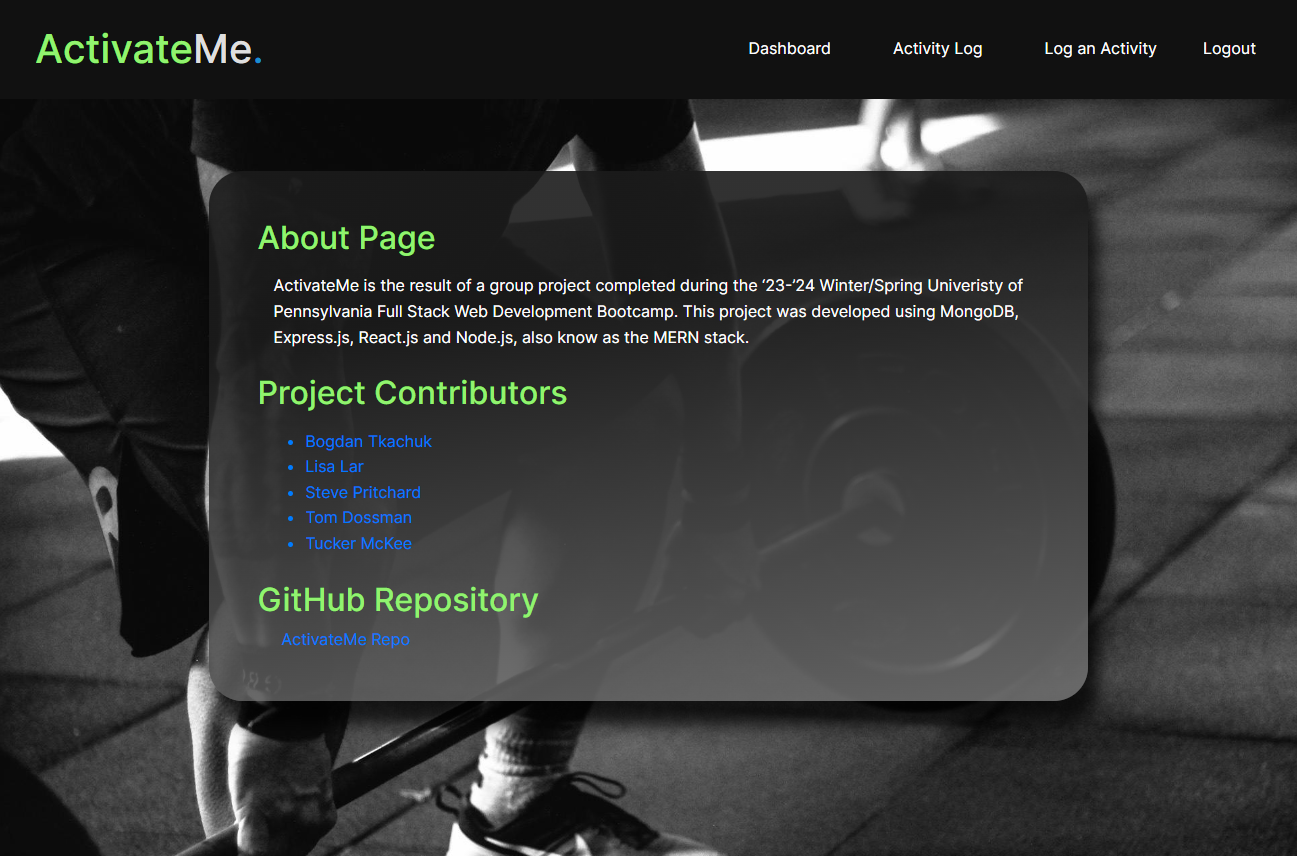 ActivateMe.
Dashboard
Activity Log
Log an Activity
Logout
About Page
ActivateMe is the result of a group project completed during the ‘23-’24 Winter/Spring Univeristy of
Pennsylvania Full Stack Web Development Bootcamp. This project was developed using MongoDB,
Express.js, React.js and Node.js, also know as the MERN stack.
Project Contributors
• Bogdan Tkachuk
• Lisa Lar
• Steve Pritchard
• Tom Dossman
• Tucker McKee
GitHub Repository
ActivateMe Repo